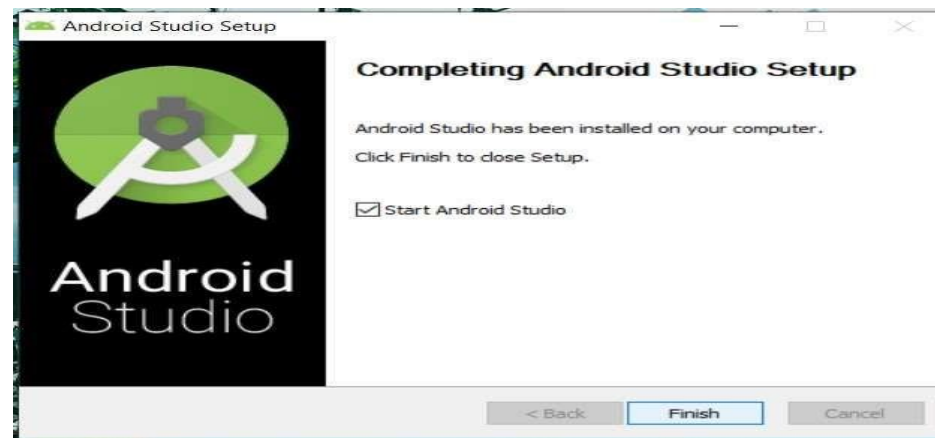 Android Studio Setup
Completing Android Studio Setup
Android Studio has been installed on your computer.
Click Finish to close Setup.
Start Android Studio
Android
Studio
< Back
Finish
Cancel